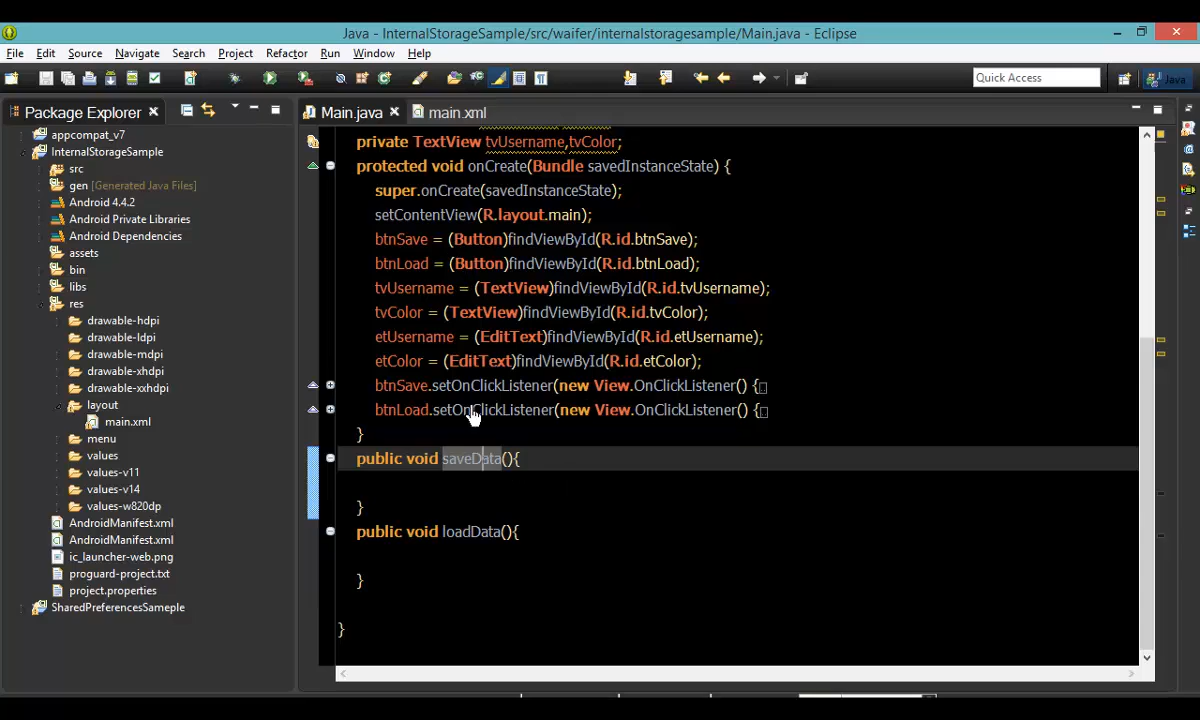 Java - InternalStorageSample/src/waifer/internalstoragesample/Main.java - Eclipse
File Edit Source Navigate Search Project Refactor Run Window Help
Quick Access
Java
Package Explorer
Main.java
main.xml
appcompat_v7
InternalStorageSample
src
gen [Generated Java Files]
Android 4.4.2
Android Private Libraries
Android Dependencies
assets
bin
libs
res
drawable-hdpi
drawable-ldpi
drawable-mdpi
drawable-xhdpi
drawable-xxhdpi
layout
main.xml
menu
values
values-v11
values-v14
values-w820dp
AndroidManifest.xml
AndroidManifest.xml
ic_launcher-web.png
proguard-project.txt
project.properties
SharedPreferencesSameple
private TextView tvUsername,tvColor;
protected void onCreate(Bundle savedInstanceState) {
super.onCreate(savedInstanceState);
setContentView(R.layout.main);
btnSave = (Button)findViewById(R.id.btnSave);
btnLoad = (Button)findViewById(R.id.btnLoad);
tvUsername = (TextView)findViewById(R.id.tvUsername);
tvColor = (TextView)findViewById(R.id.tvColor);
etUsername = (EditText)findViewById(R.id.etUsername);
etColor = (EditText)findViewById(R.id.etColor);
btnSave.setOnClickListener(new View.OnClickListener() {
btnLoad.setOnClickListener(new View.OnClickListener() {
}
public void saveData(){
}
public void loadData(){
}
}